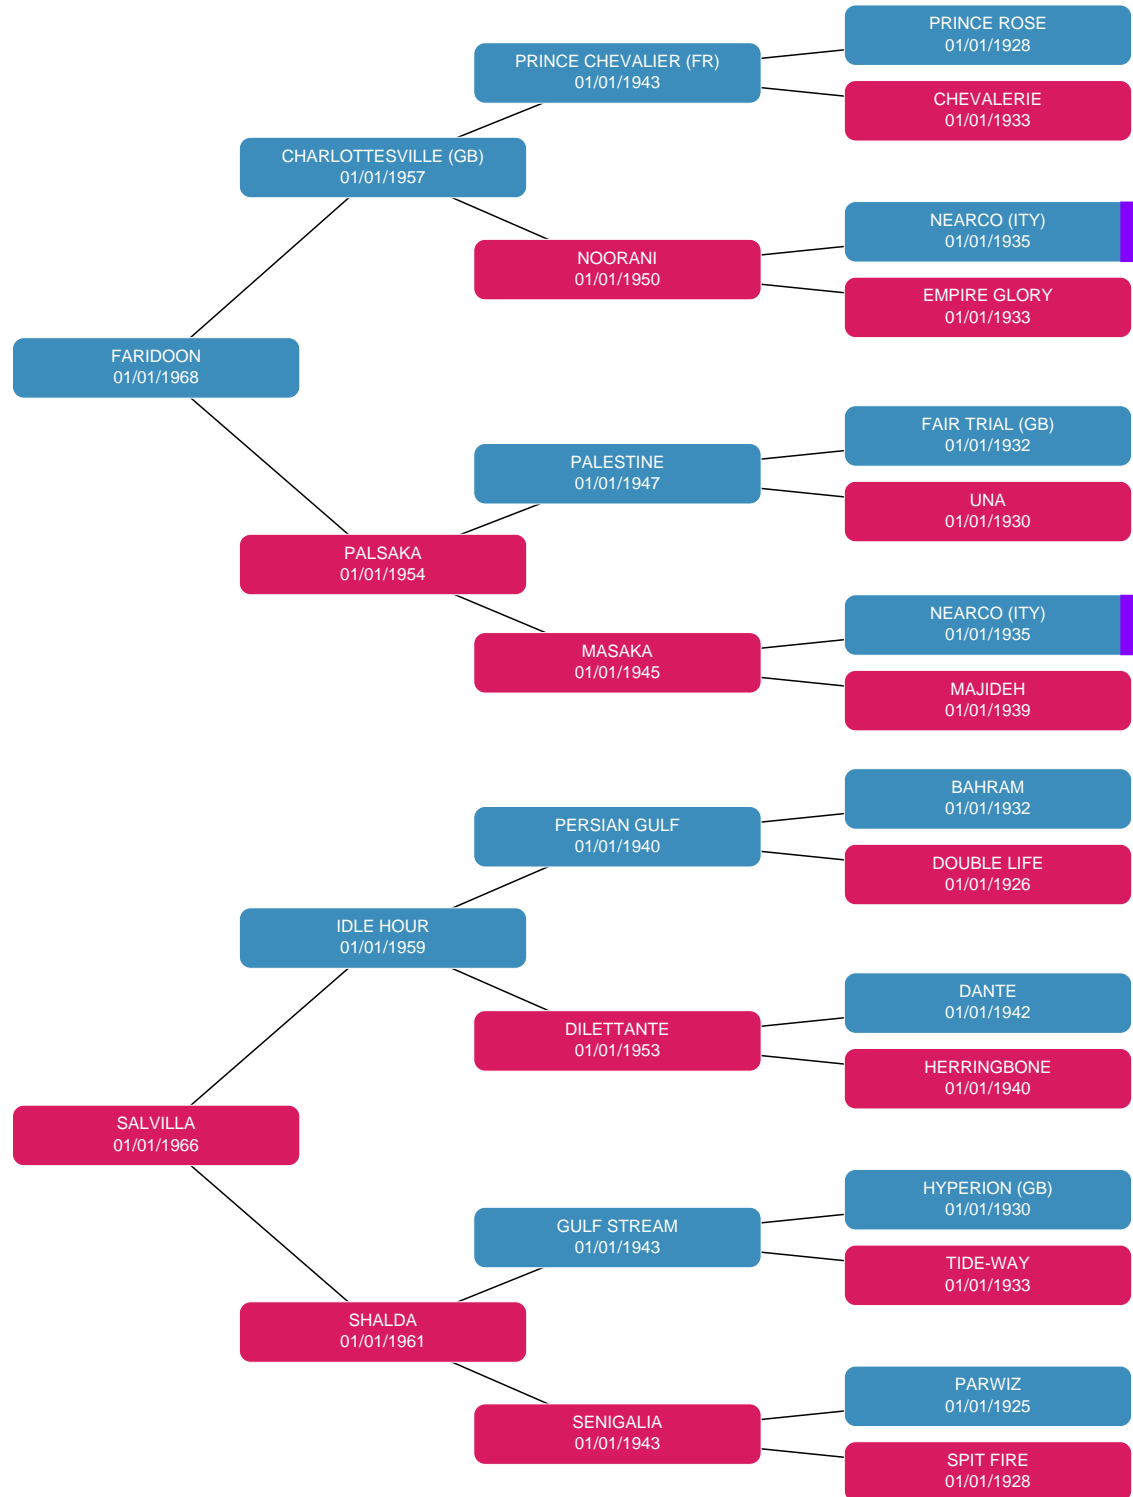 PRINCE ROSE
01/01/1928
PRINCE CHEVALIER (FR)
01/01/1943
CHEVALERIE
01/01/1933
CHARLOTTESVILLE (GB)
01/01/1957
NEARCO (ITY)
01/01/1935
NOORANI
01/01/1950
EMPIRE GLORY
01/01/1933
FARIDOON
01/01/1968
FAIR TRIAL (GB)
01/01/1932
PALESTINE
01/01/1947
UNA
01/01/1930
PALSAKA
01/01/1954
NEARCO (ITY)
01/01/1935
MASAKA
01/01/1945
MAJIDEH
01/01/1939
BAHRAM
01/01/1932
PERSIAN GULF
01/01/1940
DOUBLE LIFE
01/01/1926
IDLE HOUR
01/01/1959
DANTE
01/01/1942
DILETTANTE
01/01/1953
HERRINGBONE
01/01/1940
SALVILLA
01/01/1966
HYPERION (GB)
01/01/1930
GULF STREAM
01/01/1943
TIDE-WAY
01/01/1933
SHALDA
01/01/1961
PARWIZ
01/01/1925
SENIGALIA
01/01/1943
SPIT FIRE
01/01/1928